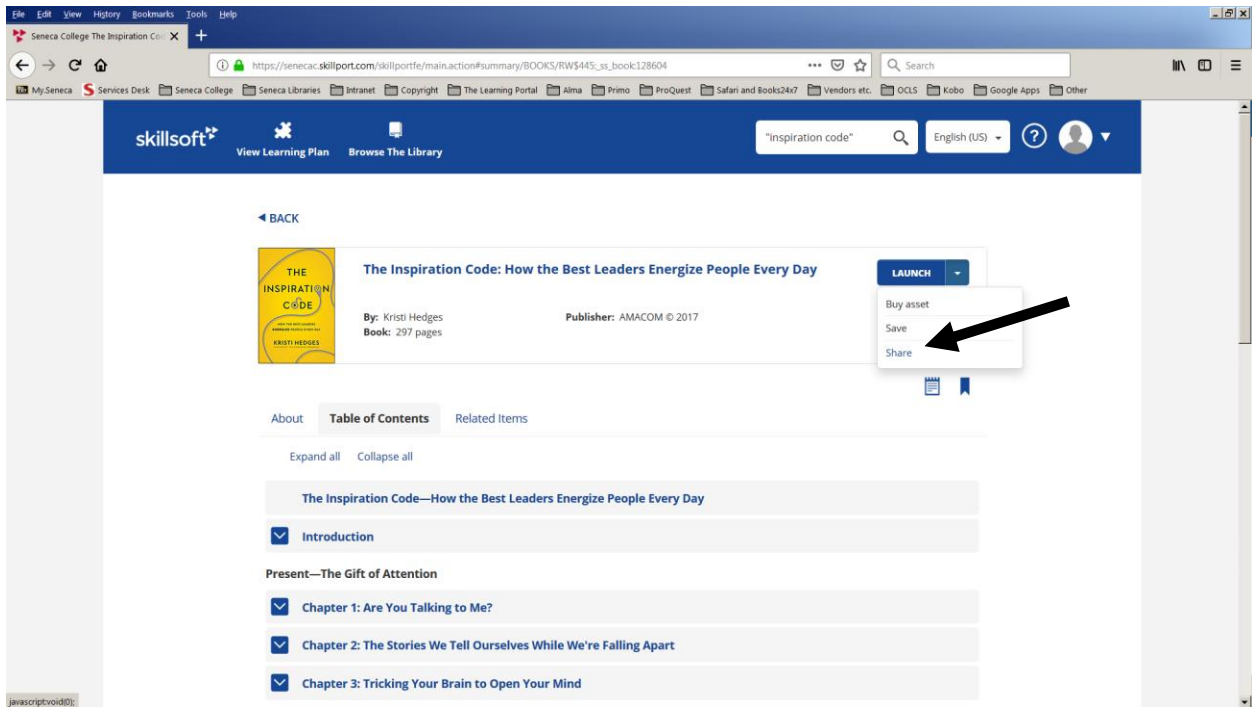 File Edit View History Bookmarks Tools Help
Seneca College The Inspiration Co
https://senecac.skillport.com/skillportfe/main.action#summary/BOOKS/RW$445:_ss_book:128604 Search
My.Seneca Services Desk Seneca College Seneca Libraries Intranet Copyright The Learning Portal Alma Primo ProQuest Safari and Books24x7 Vendors etc. OCLS Kobo Google Apps Other
skillsoft View Learning Plan Browse The Library "inspiration code" English (US) ?
BACK
THE
INSPIRATION
CODE
KRISTI HEDGES
The Inspiration Code: How the Best Leaders Energize People Every Day
LAUNCH
By: Kristi Hedges Publisher: AMACOM © 2017
Book: 297 pages
Buy asset
Save
Share
About Table of Contents Related Items
Expand all Collapse all
The Inspiration Code—How the Best Leaders Energize People Every Day
Introduction
Present—The Gift of Attention
Chapter 1: Are You Talking to Me?
Chapter 2: The Stories We Tell Ourselves While We're Falling Apart
Chapter 3: Tricking Your Brain to Open Your Mind
javascript:void(0);